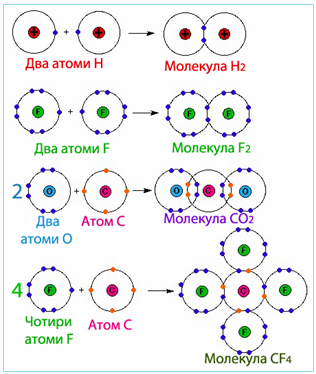 + + + 
Два атоми H Молекула H2
F + F F F
Два атоми F Молекула F2
2 O + C O C O
Два атоми O Атом C Молекула CO2
F
4 F + C F C F
F
Чотири атоми F Атом C Молекула CF4